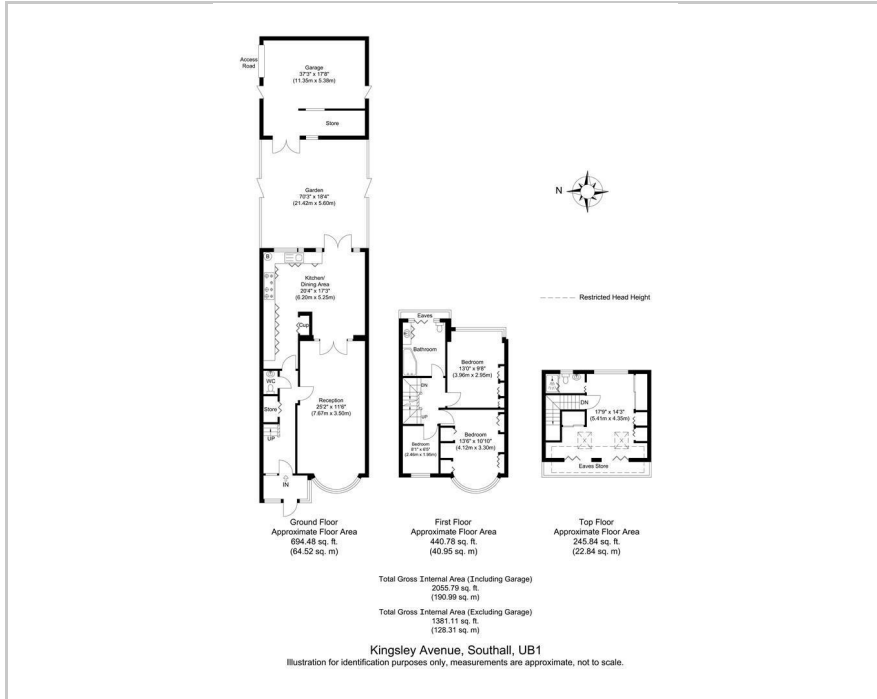 Access
Road
Garage
37'3" x 17'8"
(11.35m x 5.38m)
Store
Garden
70'3" x 18'4"
(21.42m x 5.60m)
N
B
Kitchen/
Dining Area
20'4" x 17'3"
(6.20m x 5.25m)
Cup
WC
Store
Reception
25'2" x 11'6"
(7.67m x 3.50m)
UP
IN
Restricted Head Height
Eaves
Bathroom
Bedroom
13'0" x 9'8"
(3.96m x 2.95m)
DN
UP
Bedroom
13'6" x 10'10"
(4.12m x 3.30m)
Bedroom
8'1" x 6'5"
(2.46m x 1.95m)
DN
17'9" x 14'3"
(5.41m x 4.35m)
Eaves Store
Ground Floor
Approximate Floor Area
694.48 sq. ft.
(64.52 sq. m)
First Floor
Approximate Floor Area
440.78 sq. ft.
(40.95 sq. m)
Top Floor
Approximate Floor Area
245.84 sq. ft.
(22.84 sq. m)
Total Gross Internal Area (Including Garage)
2055.79 sq. ft.
(190.99 sq. m)
Total Gross Internal Area (Excluding Garage)
1381.11 sq. ft.
(128.31 sq. m)
Kingsley Avenue, Southall, UB1
Illustration for identification purposes only, measurements are approximate, not to scale.